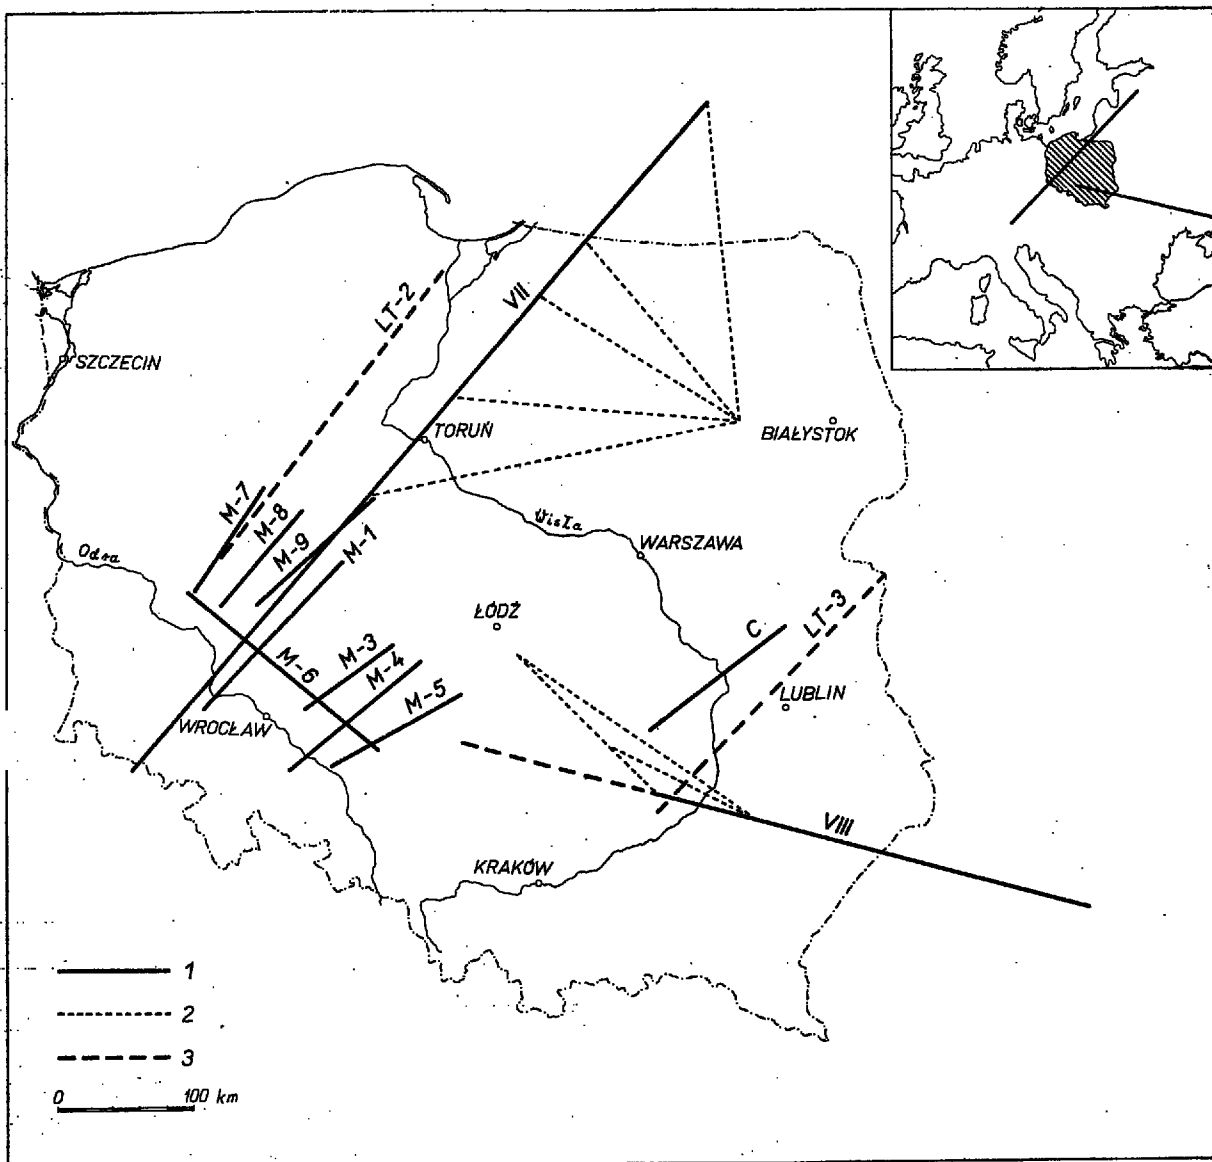 LT-2
VII
SZCZECIN
TORUŃ
BIAŁYSTOK
M-7
M-8
M-9
M-1
Wisła
Odra
WARSZAWA
ŁÓDŹ
C
LT-3
M-6
M-3
M-4
M-5
LUBLIN
WROCŁAW
VIII
KRAKÓW
1
2
3
0 100 km